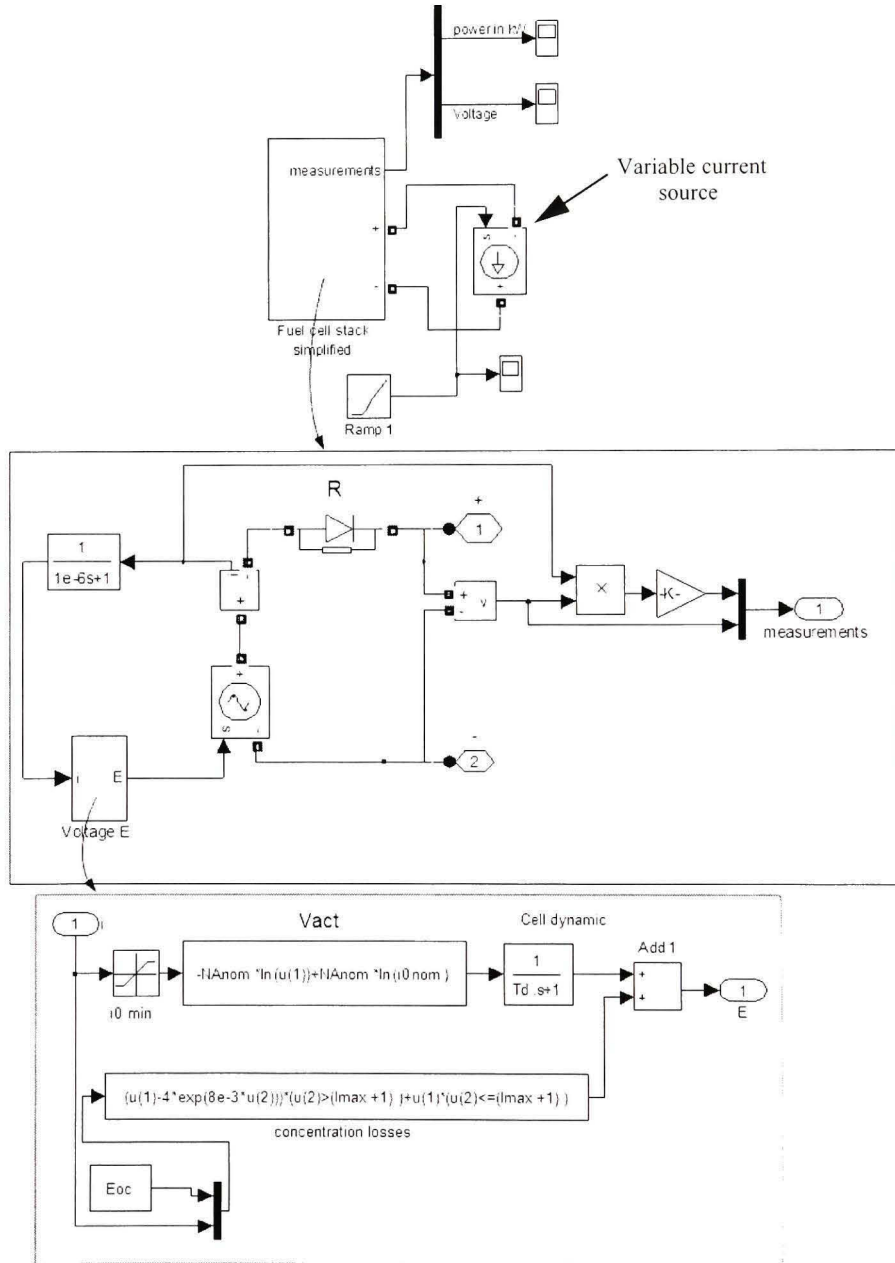 power in kW
Voltage
measurements
Variable current
source
s
-
+
+
-
Fuel cell stack
simplified
Ramp 1
R
+
1
1
1e-6s+1
i
-
+
+
-
v
×
-K-
1
measurements
+
s
-
-
2
i
E
Voltage E
1
i
Vact
Cell dynamic
Add 1
-NAnom *ln (u(1))+NAnom *ln (i0 nom )
1
Td .s+1
+
+
1
E
i0 min
(u(1)-4*exp(8e-3*u(2)))*(u(2)>(Imax +1) )+u(1)*(u(2)<=(Imax +1) )
concentration losses
Eoc